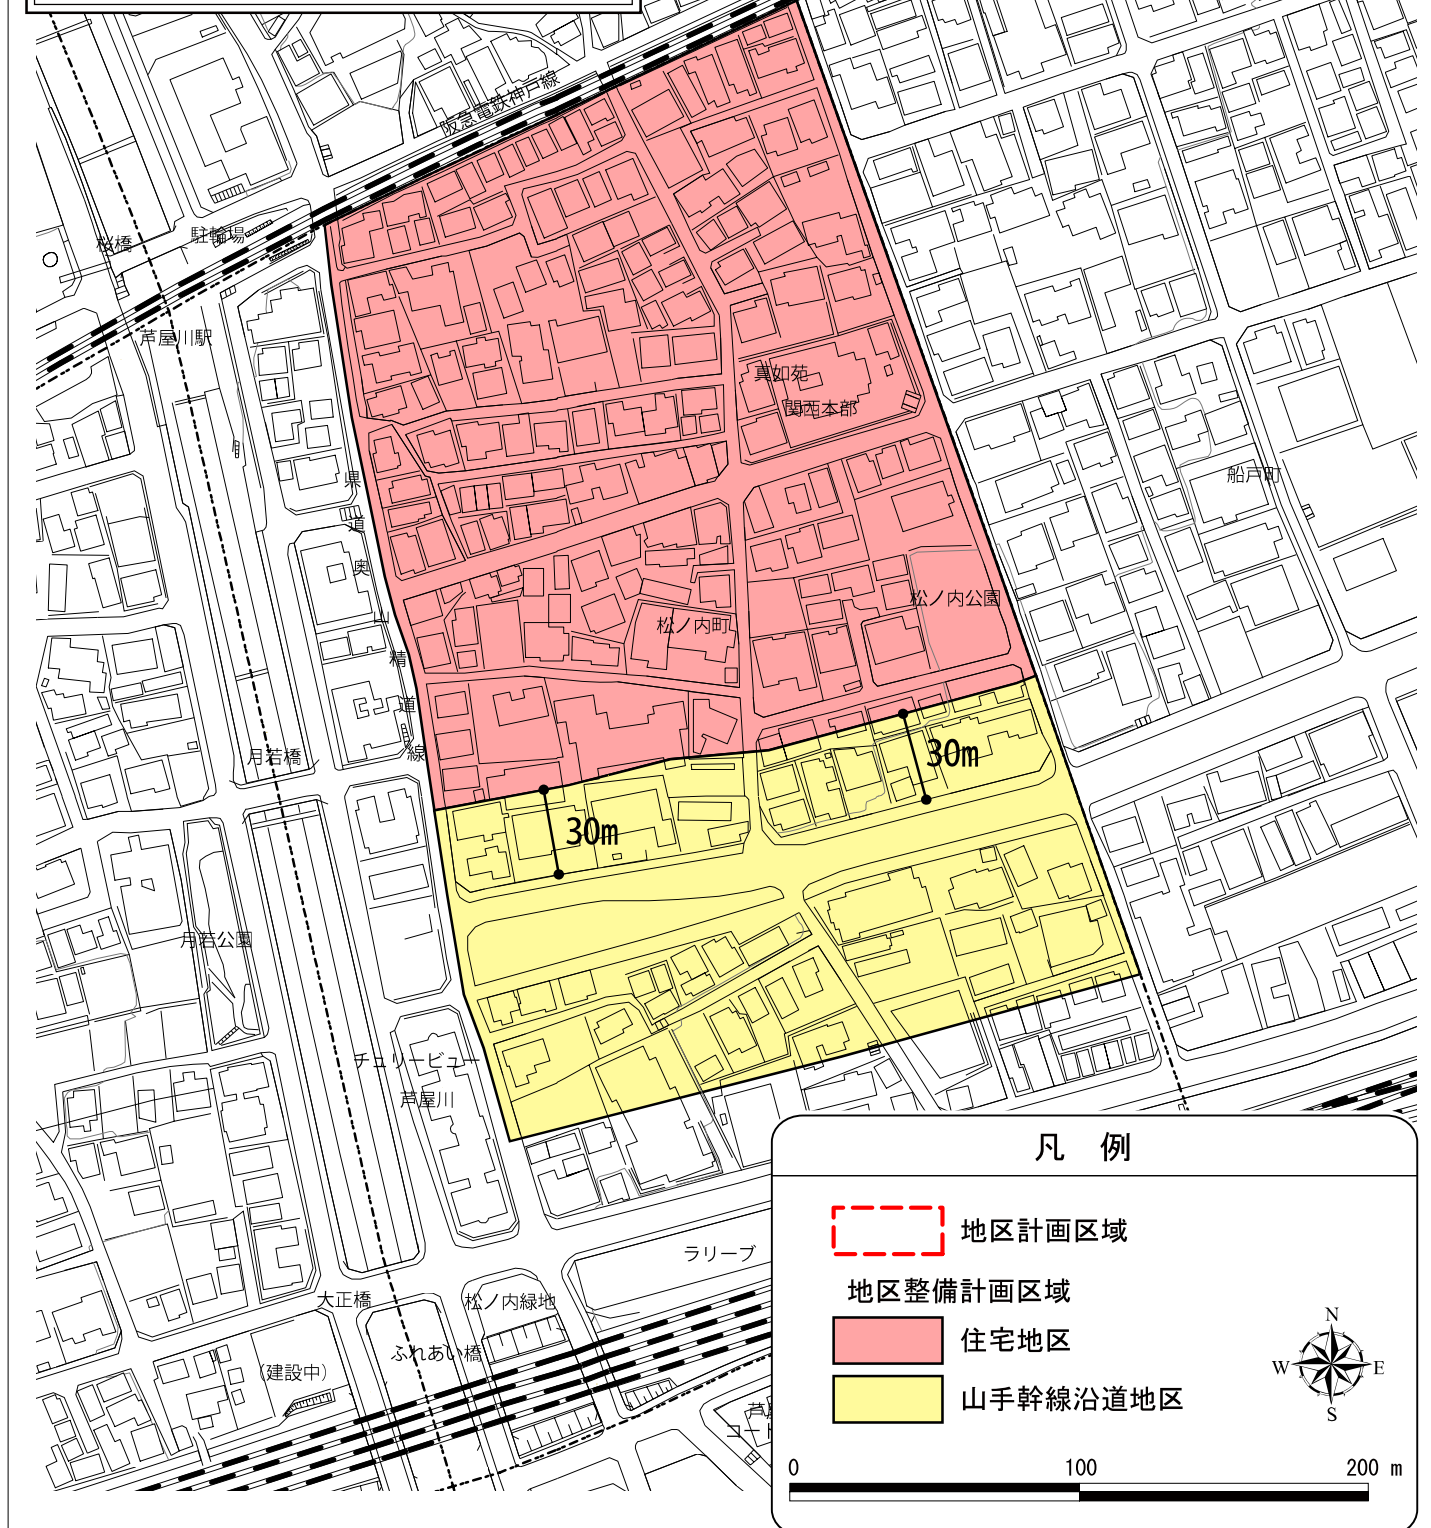 阪急電鉄神戸線
桜橋
駐輪場
芦屋川駅
真如苑
関西本部
船戸町
県道奥山精道線
松ノ内公園
松ノ内町
月若橋
30m
30m
月若公園
チュリービュー
芦屋川
ラリーブ
大正橋
松ノ内緑地
ふれあい橋
(建設中)
コート
凡 例
地区計画区域
地区整備計画区域
住宅地区
山手幹線沿道地区
N
W
E
S
0
100
200 m